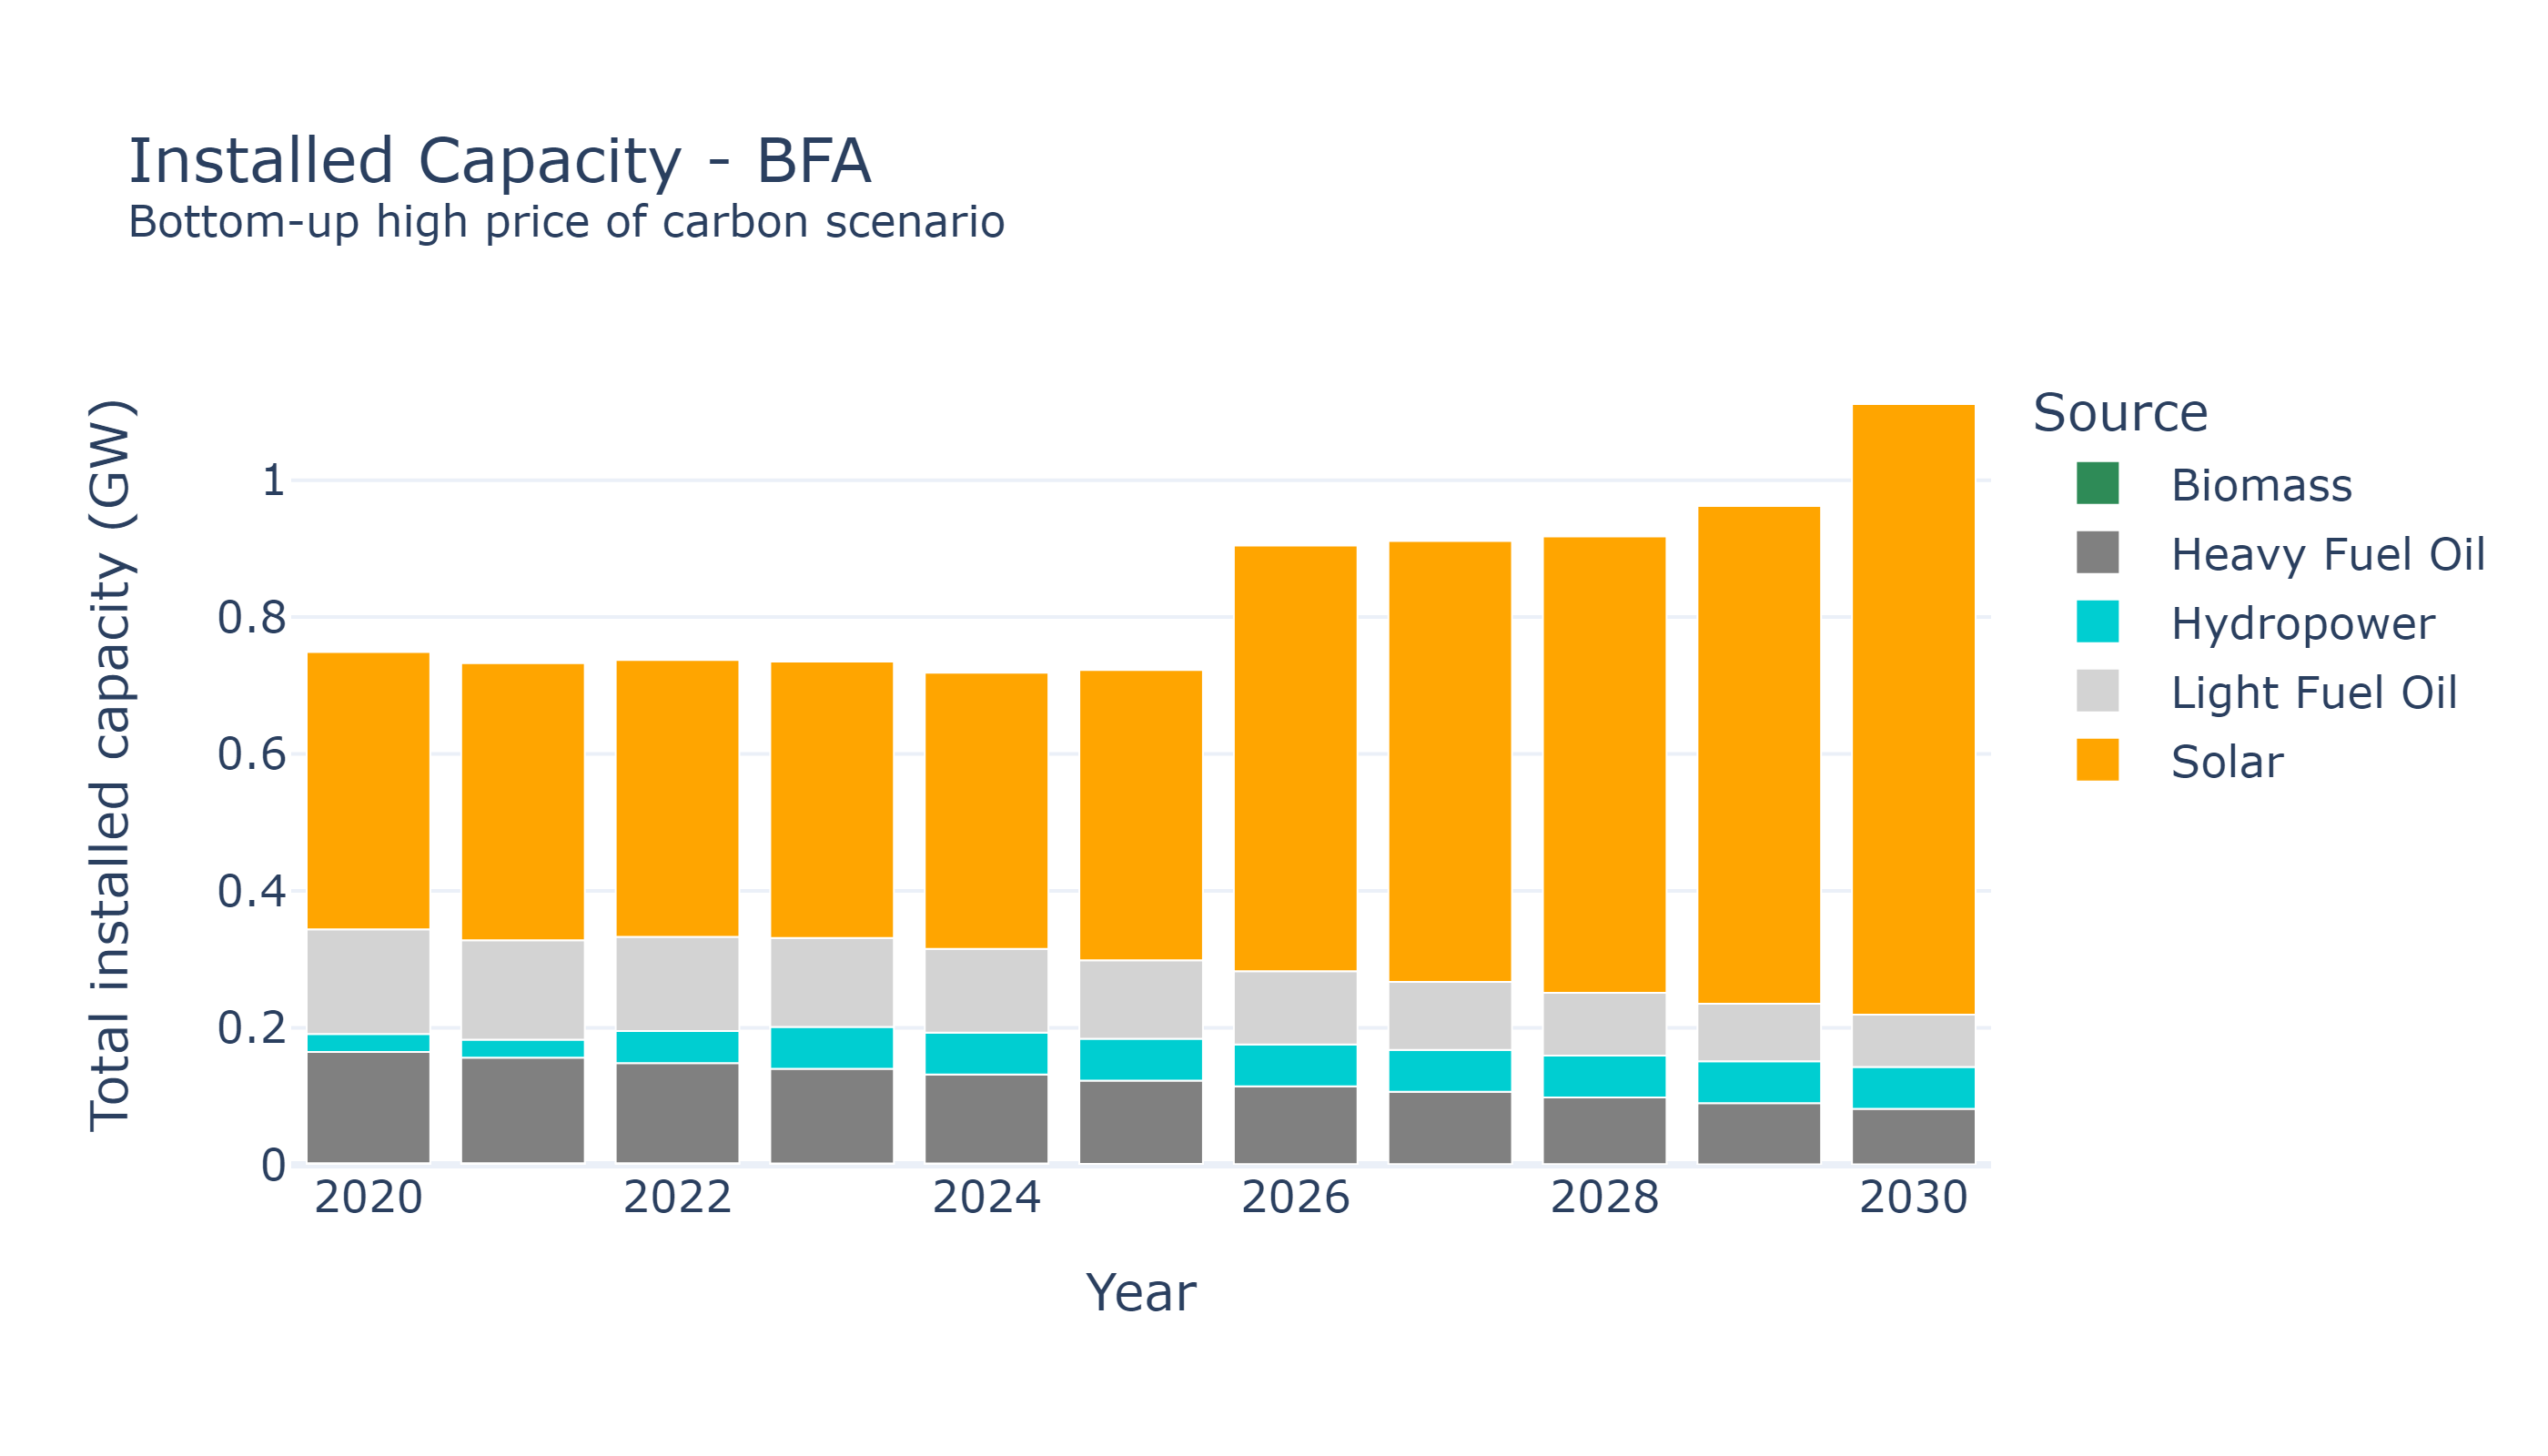 Installed Capacity - BFA
Bottom-up high price of carbon scenario
Total installed capacity (GW)
1
0.8
0.6
0.4
0.2
0
2020
2022
2024
2026
2028
2030
Year
Source
Biomass
Heavy Fuel Oil
Hydropower
Light Fuel Oil
Solar